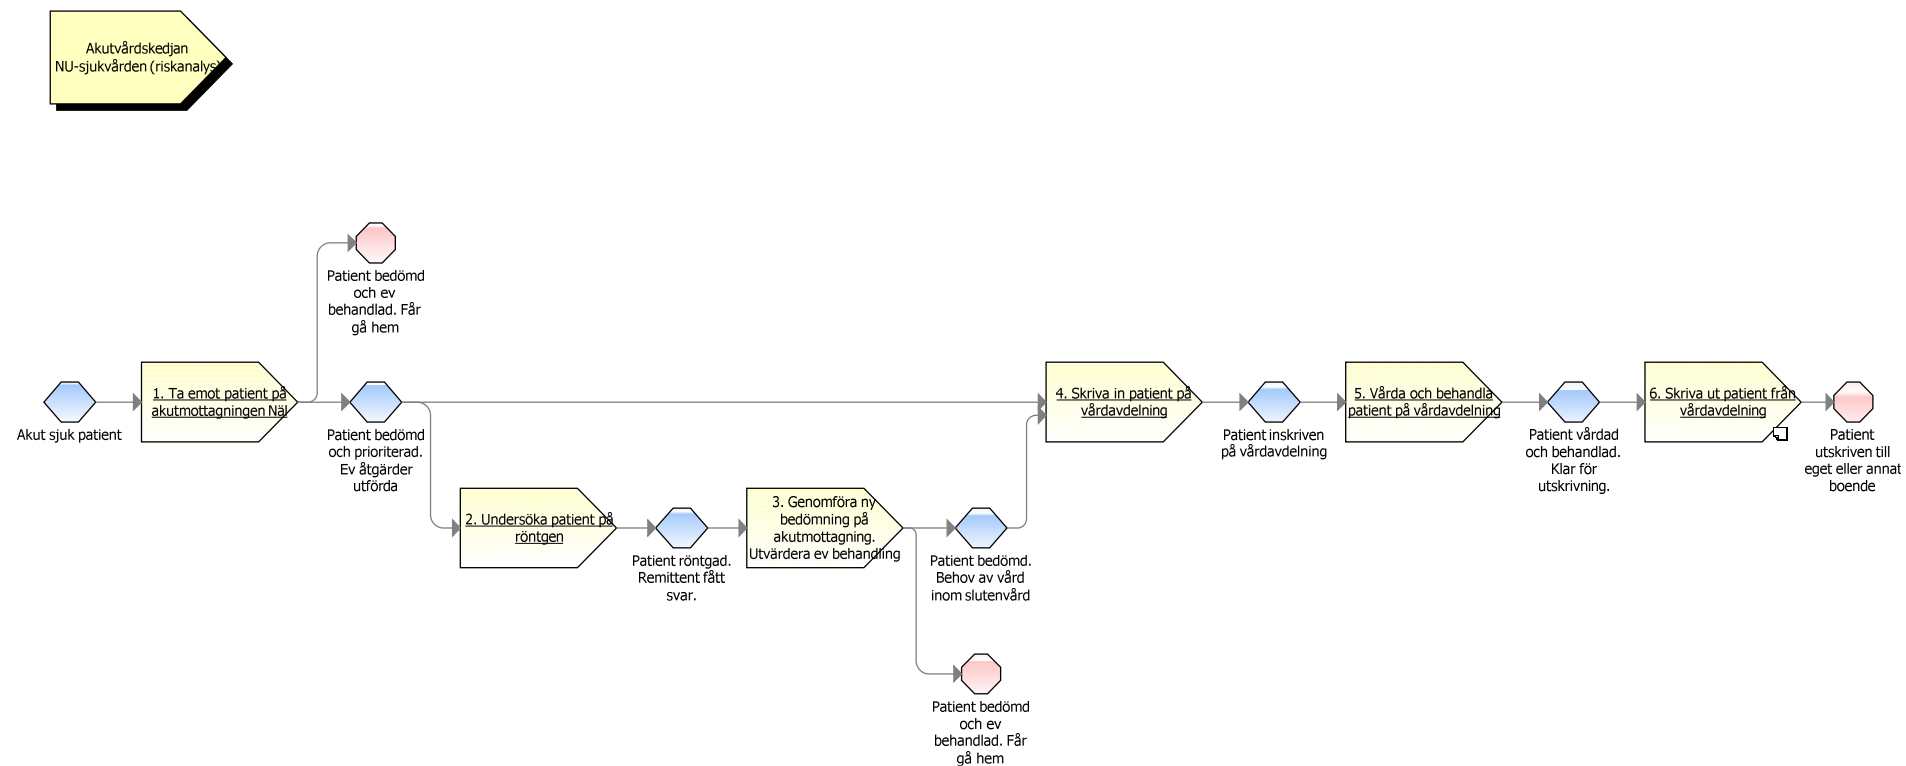 Akutvårdskedjan
NU-sjukvården (riskanalys)
Patient bedömd
och ev
behandlad. Får
gå hem
Akut sjuk patient
1. Ta emot patient på
akutmottagningen Näl
Patient bedömd
och prioriterad.
Ev åtgärder
utförda
2. Undersöka patient på
röntgen
Patient röntgad.
Remittent fått
svar.
3. Genomföra ny
bedömning på
akutmottagning.
Utvärdera ev behandling
Patient bedömd.
Behov av vård
inom slutenvård
Patient bedömd
och ev
behandlad. Får
gå hem
4. Skriva in patient på
vårdavdelning
Patient inskriven
på vårdavdelning
5. Vårda och behandla
patient på vårdavdelning
Patient vårdad
och behandlad.
Klar för
utskrivning.
6. Skriva ut patient från
vårdavdelning
Patient
utskriven till
eget eller annat
boende